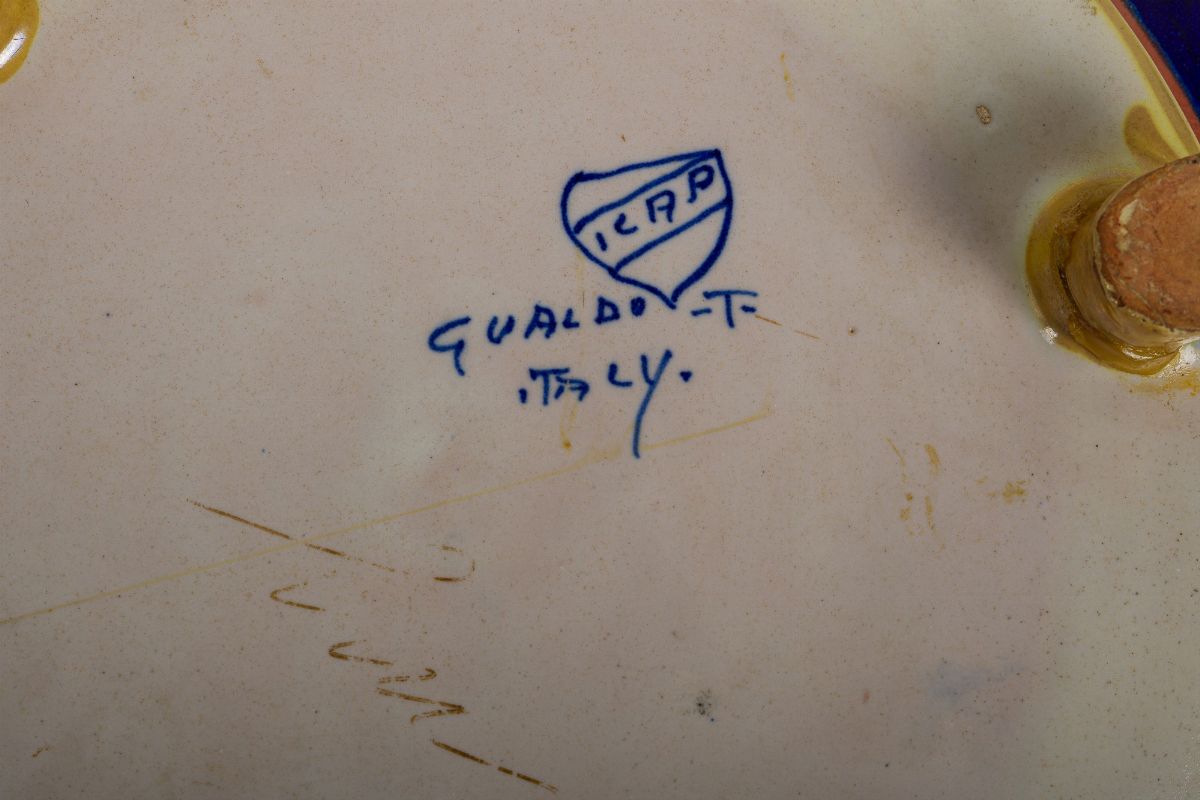 ICAP
GUALDO -T-
.ITALY.